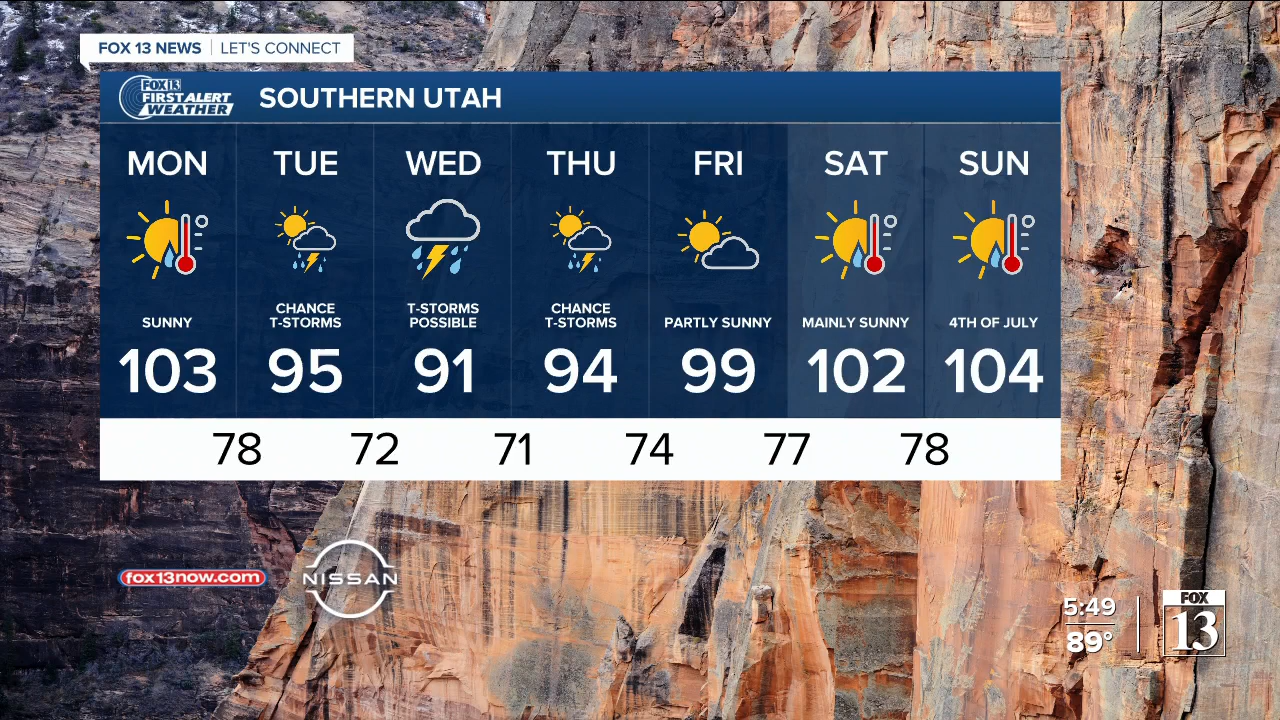 FOX 13 NEWS | LET'S CONNECT
FOX 13
FIRST ALERT
WEATHER
SOUTHERN UTAH
MON TUE WED THU FRI SAT SUN
SUNNY
CHANCE
T-STORMS
T-STORMS
POSSIBLE
CHANCE
T-STORMS
PARTLY SUNNY
MAINLY SUNNY
4TH OF JULY
103 95 91 94 99 102 104
78 72 71 74 77 78
fox13now.com
NISSAN
5:49
89°
FOX
13